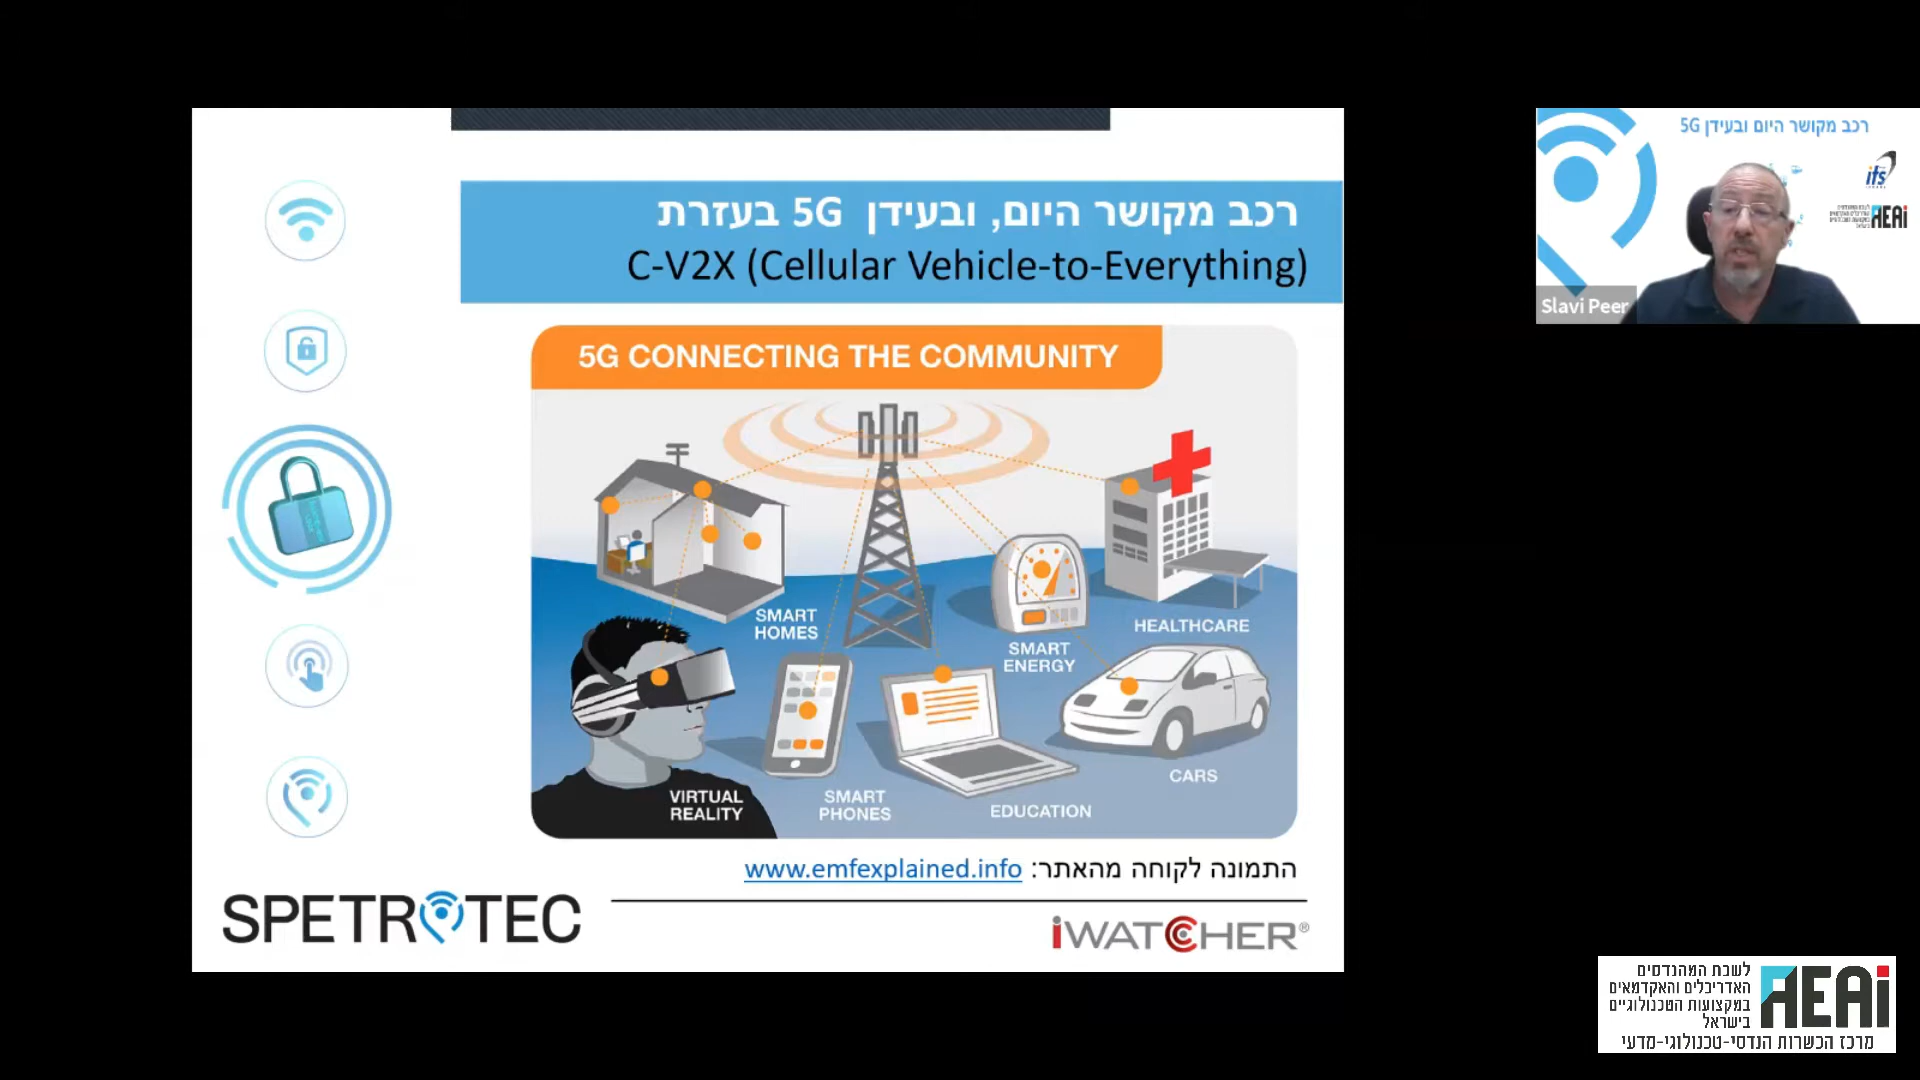 רכב מקושר היום, ובעידן 5G בעזרת
C-V2X (Cellular Vehicle-to-Everything)
5G CONNECTING THE COMMUNITY
SMART
HOMES
HEALTHCARE
SMART
ENERGY
CARS
VIRTUAL
REALITY
SMART
PHONES
EDUCATION
התמונה לקוחה מהאתר: www.emfexplained.info
SPETROTEC
iWATCHER®
רכב מקושר היום ובעידן 5G
ifs
AEAi
Slavi Peer
לשכת המהנדסים
האדריכלים והאקדמאים
במקצועות הטכנולוגיים
בישראל
AEAi
מרכז הכשרות הנדסי-טכנולוגי-מדעי